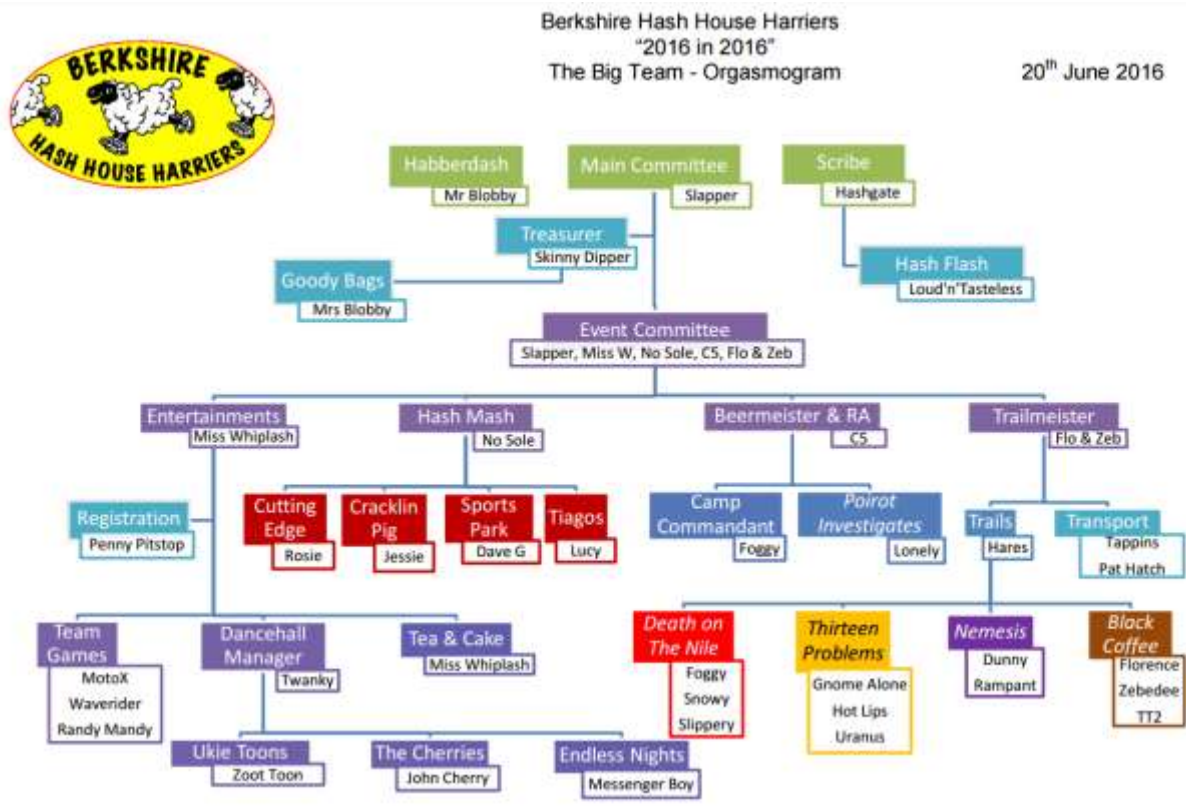 Berkshire Hash House Harriers
"2016 in 2016"
The Big Team - Orgasmogram
20th June 2016
BERKSHIRE
HASH HOUSE HARRIERS
Habberdash
Mr Blobby
Main Committee
Slapper
Scribe
Hashgate
Treasurer
Skinny Dipper
Goody Bags
Mrs Blobby
Hash Flash
Loud'n'Tasteless
Event Committee
Slapper, Miss W, No Sole, C5, Flo & Zeb
Entertainments
Miss Whiplash
Hash Mash
No Sole
Beermeister & RA
C5
Trailmeister
Flo & Zeb
Registration
Penny Pitstop
Cutting
Edge
Rosie
Cracklin
Pig
Jessie
Sports
Park
Dave G
Tiagos
Lucy
Camp
Commandant
Foggy
Poirot
Investigates
Lonely
Trails
Hares
Transport
Tappins
Pat Hatch
Team
Games
MotoX
Waverider
Randy Mandy
Dancehall
Manager
Twanky
Tea & Cake
Miss Whiplash
Death on
The Nile
Foggy
Snowy
Slippery
Thirteen
Problems
Gnome Alone
Hot Lips
Uranus
Nemesis
Dunny
Rampant
Black
Coffee
Florence
Zebedee
TT2
Ukie Toons
Zoot Toon
The Cherries
John Cherry
Endless Nights
Messenger Boy